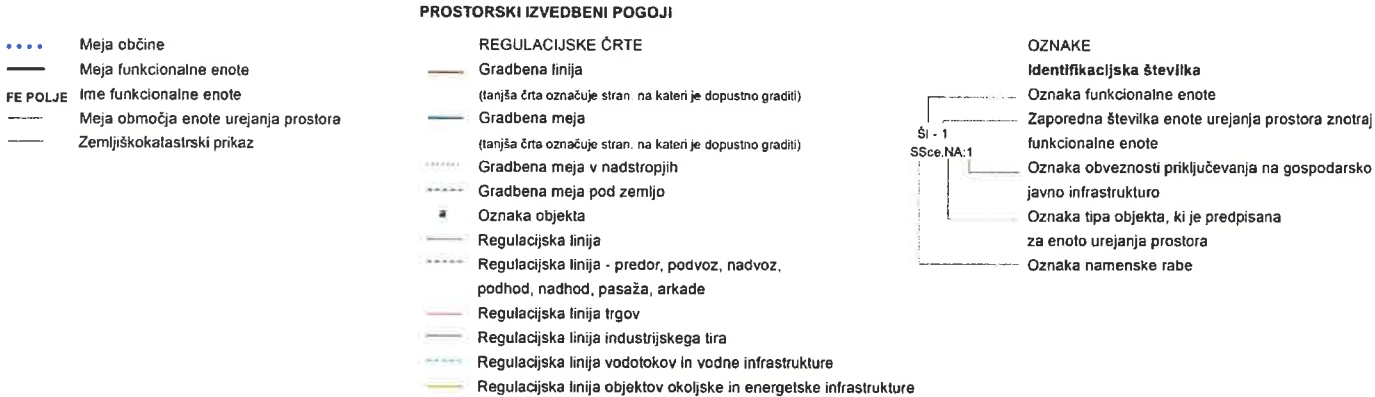 PROSTORSKI IZVEDBENI POGOJI
Meja občine
Meja funkcionalne enote
FE POLJE Ime funkcionalne enote
Meja območja enote urejanja prostora
Zemljiškokatastrski prikaz
REGULACIJSKE ČRTE
Gradbena linija
(tanjša črta označuje stran. na kateri je dopustno graditi)
Gradbena meja
(tanjša črta označuje stran. na kateri je dopustno graditi)
Gradbena meja v nadstropjih
Gradbena meja pod zemljo
Oznaka objekta
Regulacijska linija
Regulacijska linija - predor, podvoz, nadvoz,
podhod, nadhod, pasaža, arkade
Regulacijska linija trgov
Regulacijska linija industrijskega tira
Regulacijska linija vodotokov in vodne infrastrukture
Regulacijska linija objektov okoljske in energetske infrastrukture
OZNAKE
Identifikacijska številka
Oznaka funkcionalne enote
Zaporedna številka enote urejanja prostora znotraj
funkcionalne enote
ŠI - 1
SSce.NA:1
Oznaka obveznosti priključevanja na gospodarsko
javno infrastrukturo
Oznaka tipa objekta, ki je predpisana
za enoto urejanja prostora
Oznaka namenske rabe